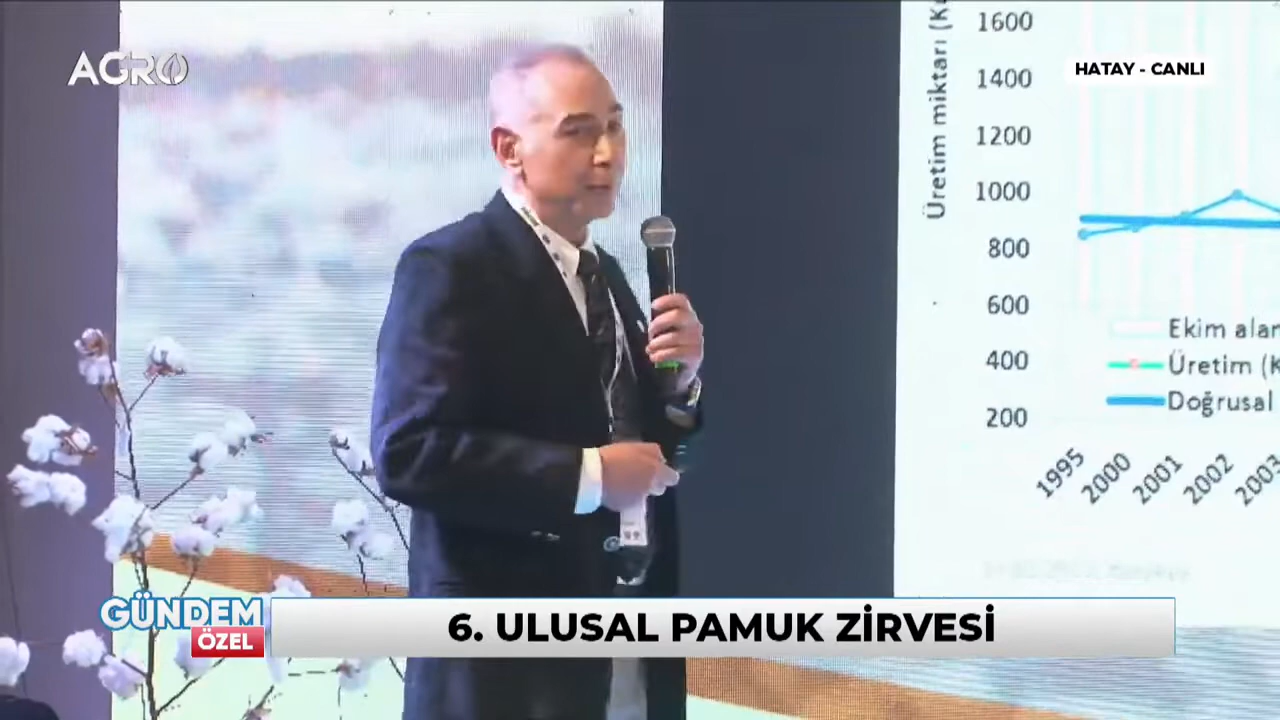 AGRO
HATAY - CANLI
Üretim miktarı
1600
1400
1200
1000
800
600
400
200
Ekim alan
Üretim (K
Doğrusal
1995
2000
2001
2002
2003
GÜNDEM
ÖZEL
6. ULUSAL PAMUK ZİRVESİ